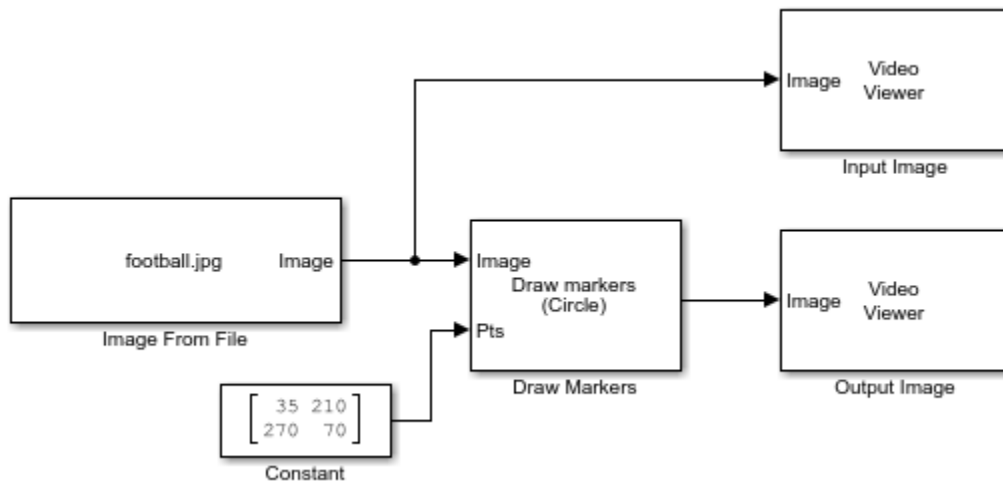 Image
Video
Viewer
Input Image
football.jpg
Image
Image From File
Image
Draw markers
(Circle)
Pts
Draw Markers
Image
Video
Viewer
Output Image
35 210
270 70
Constant